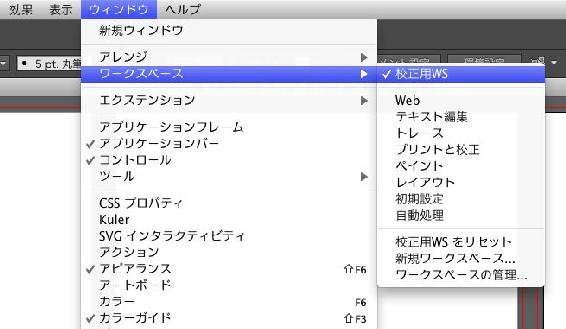 効果 表示 ウィンドウ ヘルプ
新規ウィンドウ
アレンジ
ワークスペース
エクステンション
アプリケーションフレーム
アプリケーションバー
コントロール
ツール
CSS プロパティ
Kuler
SVG インタラクティビティ
アクション
アピアランス ⇧F6
アートボード
カラー F6
カラーガイド ⇧F3
5 pt. 丸筆
環境設定
校正用WS
Web
テキスト編集
トレース
プリントと校正
ペイント
レイアウト
初期設定
自動処理
校正用WS をリセット
新規ワークスペース...
ワークスペースの管理...